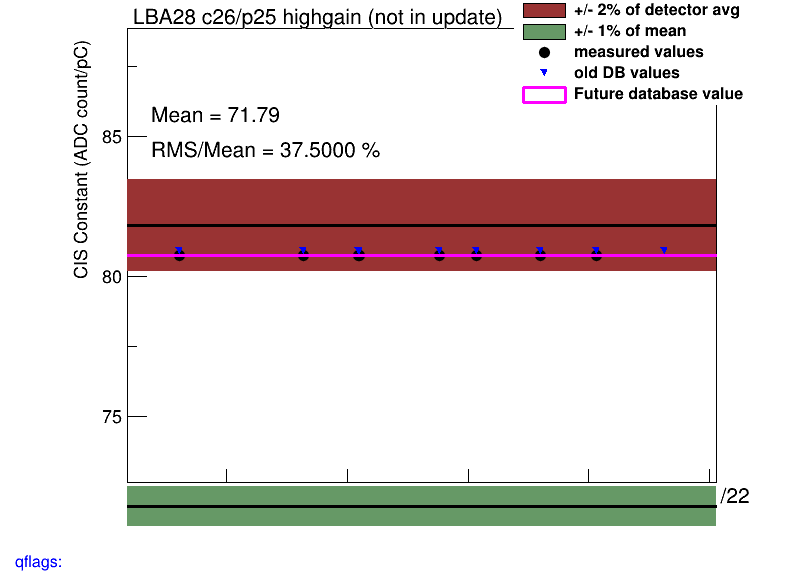 LBA28 c26/p25 highgain (not in update)
+/- 2% of detector avg
+/- 1% of mean
measured values
old DB values
Future database value
CIS Constant (ADC count/pC)
Mean = 71.79
RMS/Mean = 37.5000 %
85
80
75
/22
qflags: